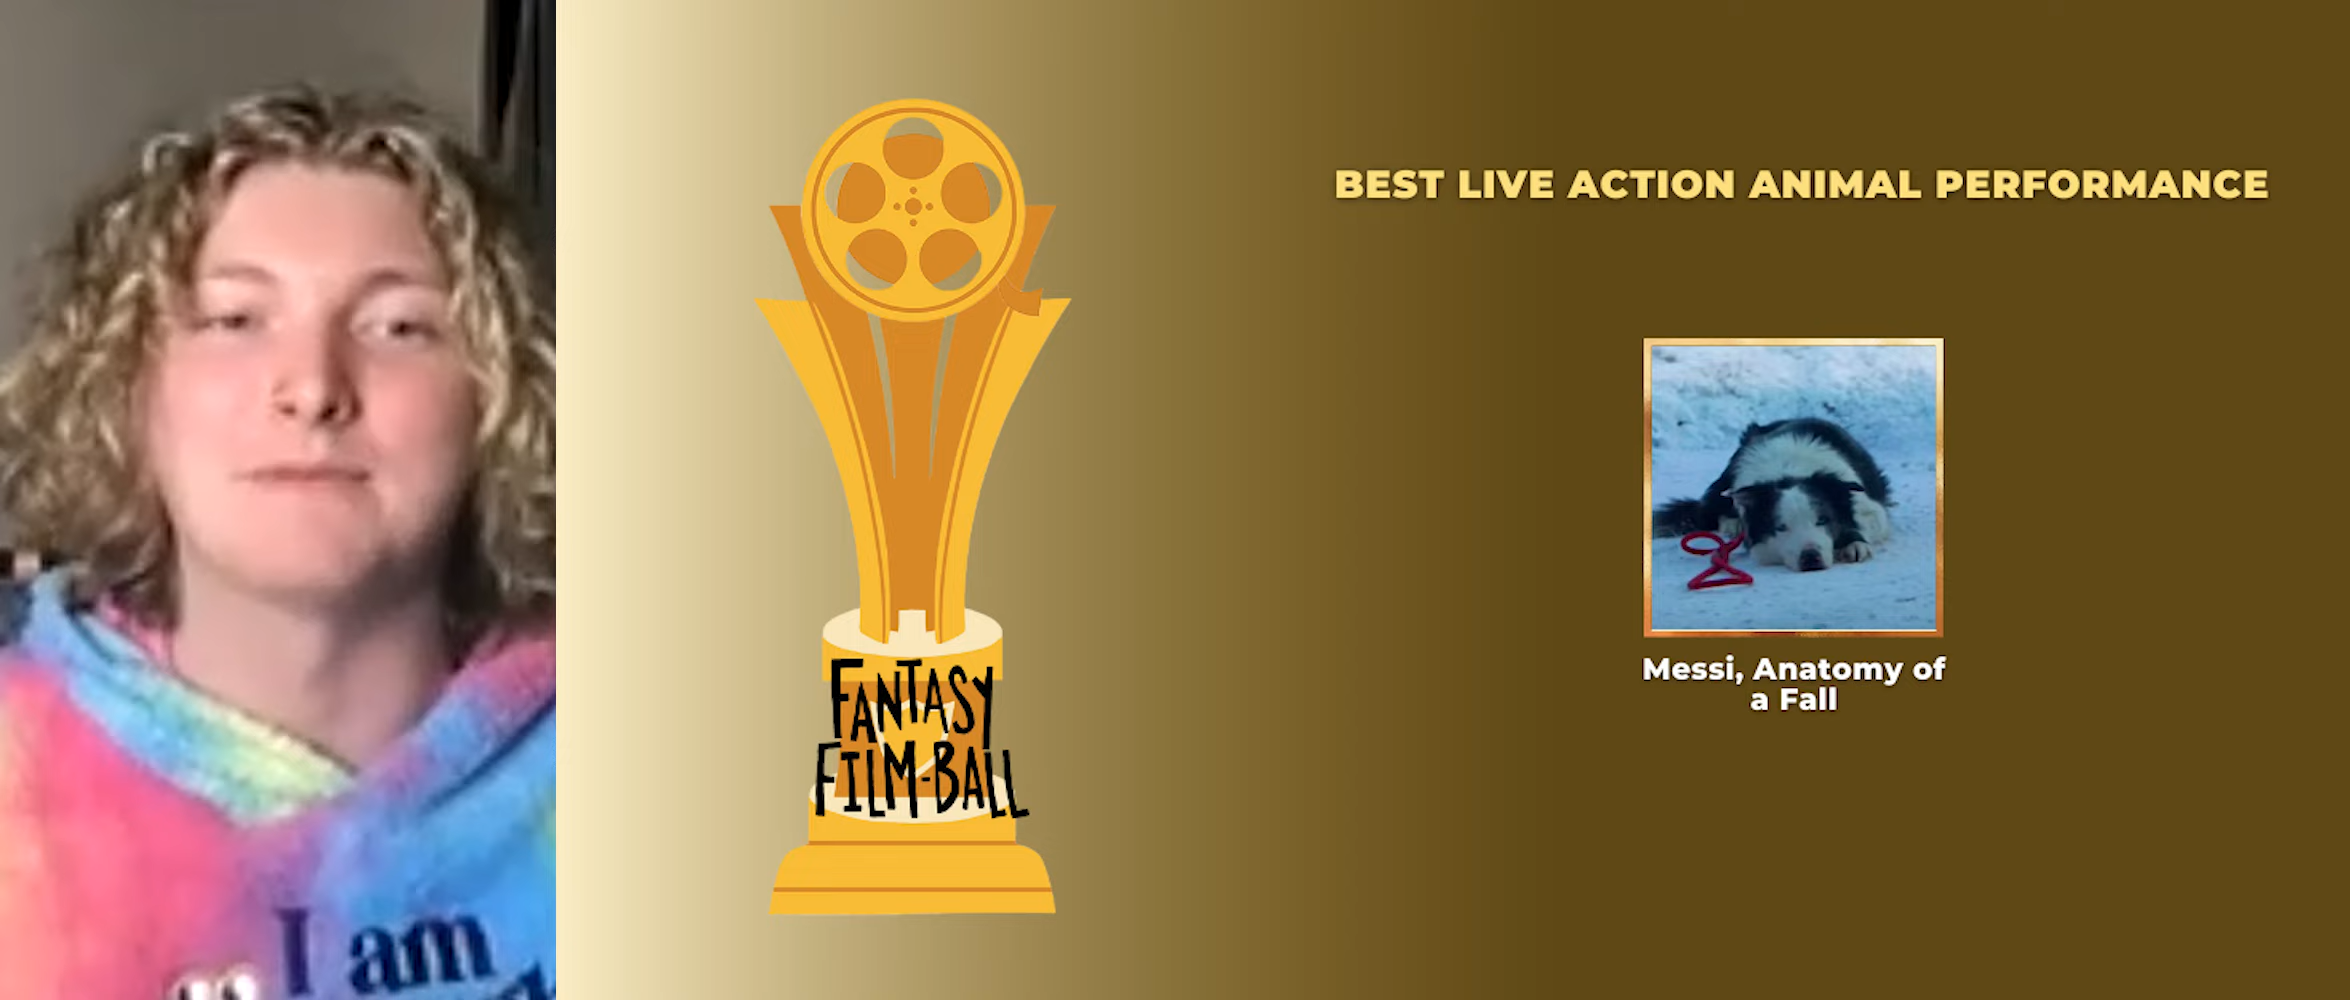 I am
FANTASY
FILM-BALL
BEST LIVE ACTION ANIMAL PERFORMANCE
Messi, Anatomy of
a Fall